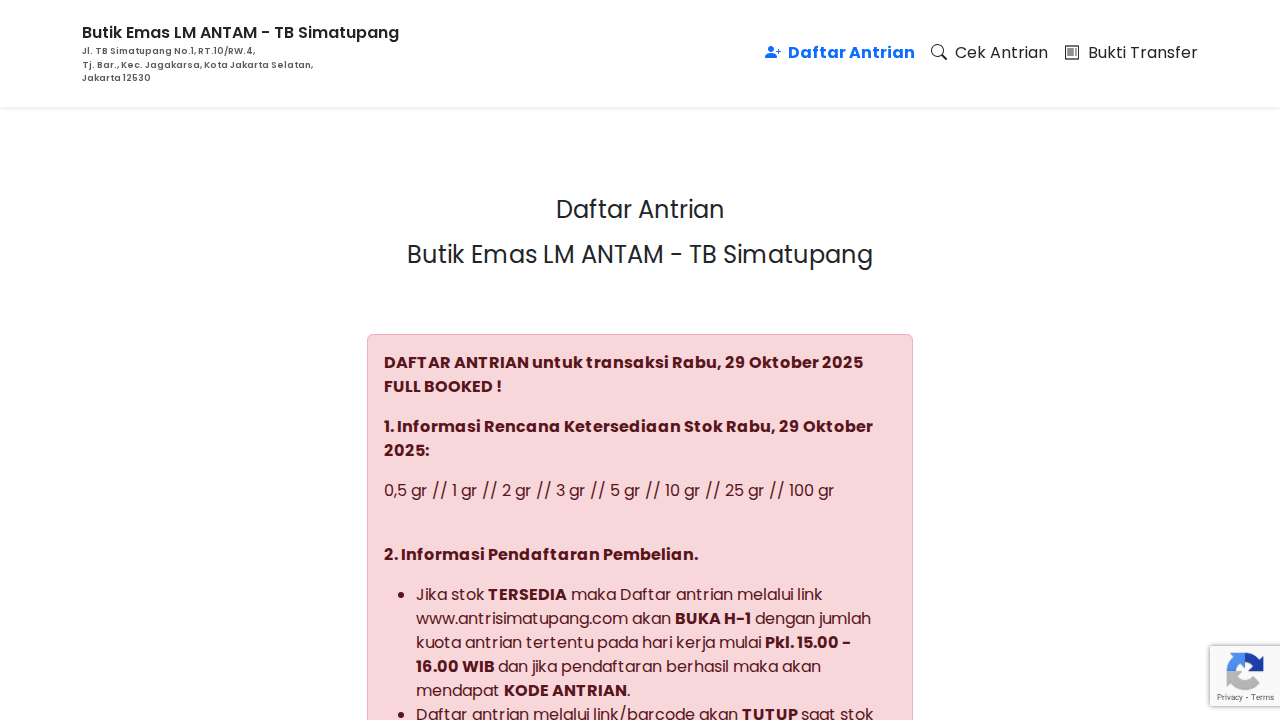 Butik Emas LM ANTAM - TB Simatupang
Jl. TB Simatupang No.1, RT.10/RW.4,
Tj. Bar., Kec. Jagakarsa, Kota Jakarta Selatan,
Jakarta 12530
Daftar Antrian
Cek Antrian
Bukti Transfer
Daftar Antrian
Butik Emas LM ANTAM - TB Simatupang
DAFTAR ANTRIAN untuk transaksi Rabu, 29 Oktober 2025
FULL BOOKED !
1. Informasi Rencana Ketersediaan Stok Rabu, 29 Oktober
2025:
0,5 gr // 1 gr // 2 gr // 3 gr // 5 gr // 10 gr // 25 gr // 100 gr
2. Informasi Pendaftaran Pembelian.
• Jika stok TERSEDIA maka Daftar antrian melalui link
www.antrisimatupang.com akan BUKA H-1 dengan jumlah
kuota antrian tertentu pada hari kerja mulai Pkl. 15.00 -
16.00 WIB dan jika pendaftaran berhasil maka akan
mendapat KODE ANTRIAN.
• Daftar antrian melalui link/barcode akan TUTUP saat stok
Privacy - Terms